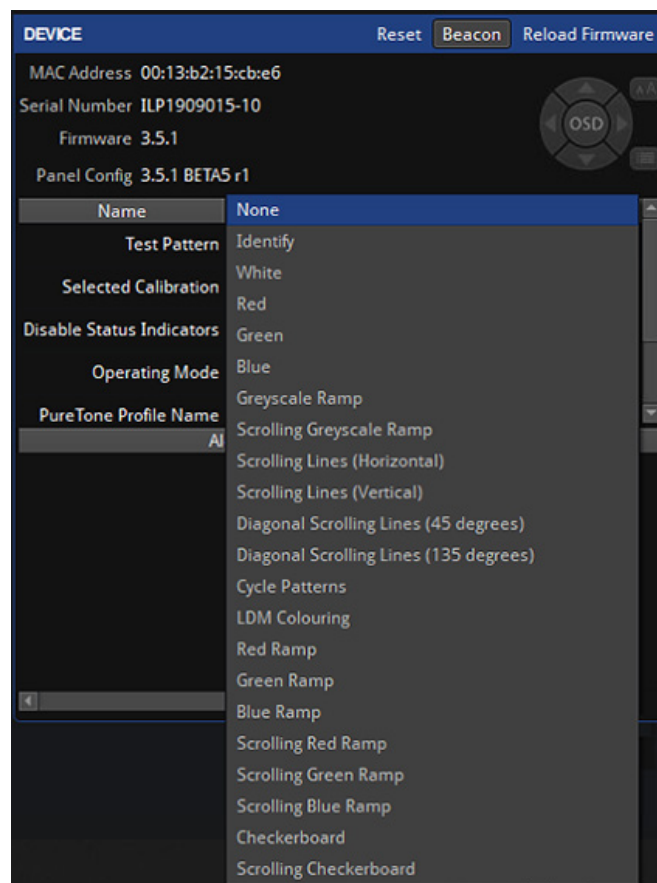 DEVICE Reset Beacon Reload Firmware
MAC Address 00:13:b2:15:cb:e6
Serial Number ILP1909015-10
Firmware 3.5.1
Panel Config 3.5.1 BETA5 r1
OSD
Name
Test Pattern
Selected Calibration
Disable Status Indicators
Operating Mode
PureTone Profile Name
Al
None
Identify
White
Red
Green
Blue
Greyscale Ramp
Scrolling Greyscale Ramp
Scrolling Lines (Horizontal)
Scrolling Lines (Vertical)
Diagonal Scrolling Lines (45 degrees)
Diagonal Scrolling Lines (135 degrees)
Cycle Patterns
LDM Colouring
Red Ramp
Green Ramp
Blue Ramp
Scrolling Red Ramp
Scrolling Green Ramp
Scrolling Blue Ramp
Checkerboard
Scrolling Checkerboard